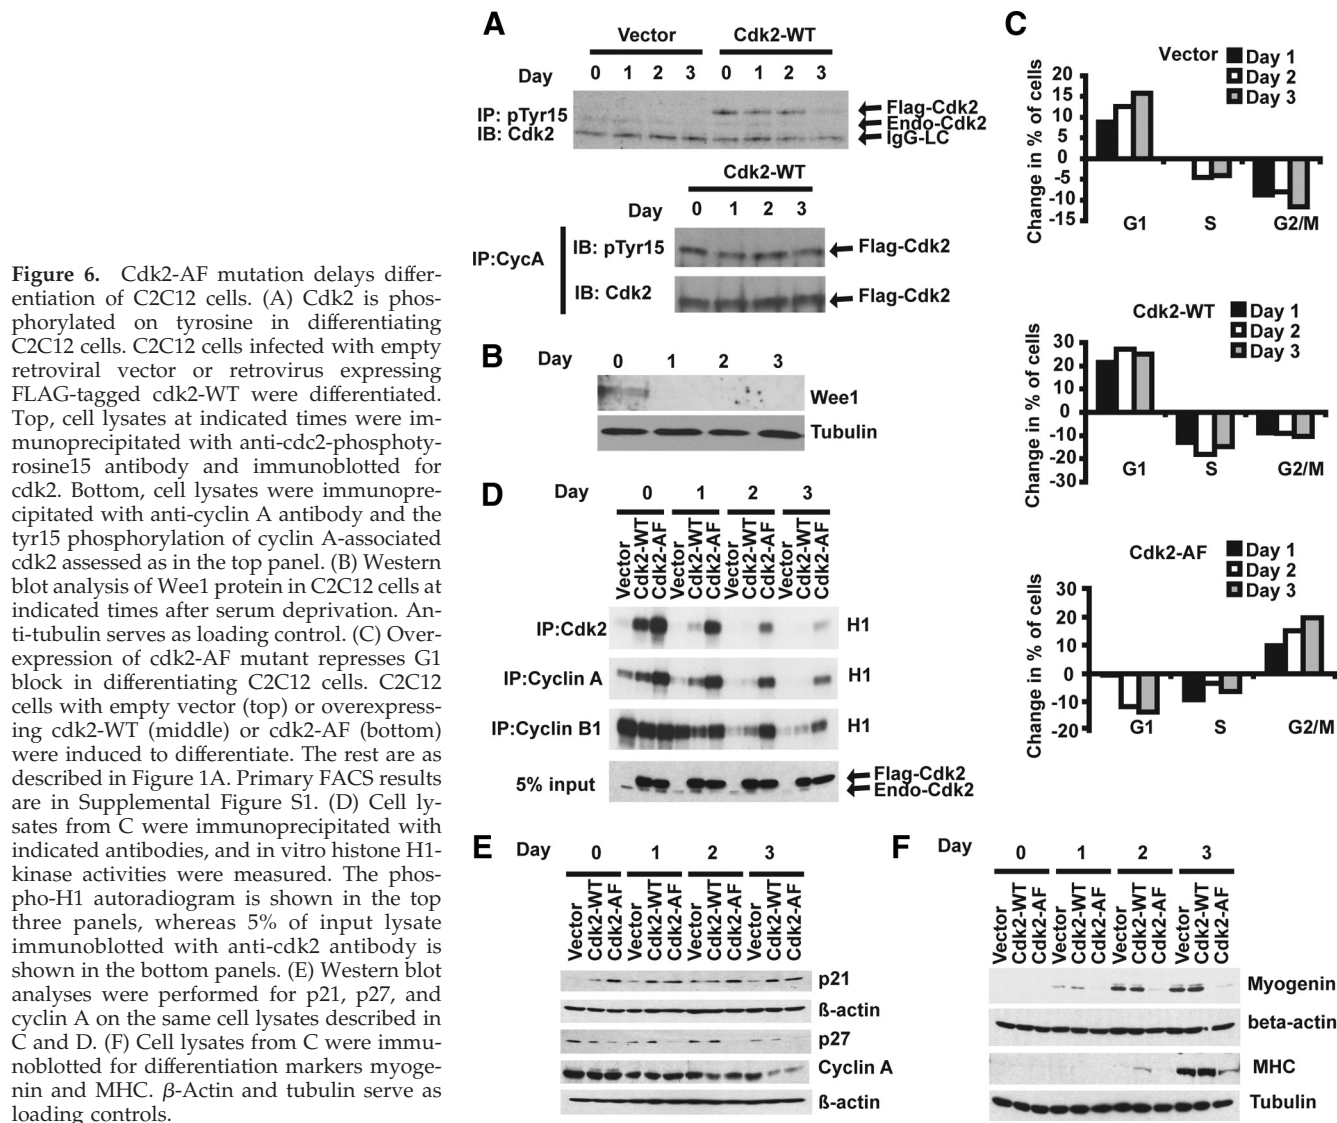 Figure 6. Cdk2-AF mutation delays differ-
entiation of C2C12 cells. (A) Cdk2 is phos-
phorylated on tyrosine in differentiating
C2C12 cells. C2C12 cells infected with empty
retroviral vector or retrovirus expressing
FLAG-tagged cdk2-WT were differentiated.
Top, cell lysates at indicated times were im-
munoprecipitated with anti-cdc2-phosphoty-
rosine15 antibody and immunoblotted for
cdk2. Bottom, cell lysates were immunopre-
cipitated with anti-cyclin A antibody and the
tyr15 phosphorylation of cyclin A-associated
cdk2 assessed as in the top panel. (B) Western
blot analysis of Wee1 protein in C2C12 cells at
indicated times after serum deprivation. An-
ti-tubulin serves as loading control. (C) Over-
expression of cdk2-AF mutant represses G1
block in differentiating C2C12 cells. C2C12
cells with empty vector (top) or overexpress-
ing cdk2-WT (middle) or cdk2-AF (bottom)
were induced to differentiate. The rest are as
described in Figure 1A. Primary FACS results
are in Supplemental Figure S1. (D) Cell ly-
sates from C were immunoprecipitated with
indicated antibodies, and in vitro histone H1-
kinase activities were measured. The phos-
pho-H1 autoradiogram is shown in the top
three panels, whereas 5% of input lysate
immunoblotted with anti-cdk2 antibody is
shown in the bottom panels. (E) Western blot
analyses were performed for p21, p27, and
cyclin A on the same cell lysates described in
C and D. (F) Cell lysates from C were immu-
noblotted for differentiation markers myoge-
nin and MHC. β-Actin and tubulin serve as
loading controls.
A
Vector Cdk2-WT
Day 0 1 2 3 0 1 2 3
IP: pTyr15
IB: Cdk2
Flag-Cdk2
Endo-Cdk2
IgG-LC
Cdk2-WT
Day 0 1 2 3
IP:CycA
IB: pTyr15 Flag-Cdk2
IB: Cdk2 Flag-Cdk2
B
Day 0 1 2 3
Wee1
Tubulin
C
Vector
Day 1
Day 2
Day 3
Change in % of cells
20
15
10
5
0
-5
-10
-15
G1 S G2/M
Cdk2-WT
Day 1
Day 2
Day 3
Change in % of cells
30
20
10
0
-10
-20
-30
G1 S G2/M
Cdk2-AF
Day 1
Day 2
Day 3
Change in % of cells
30
20
10
0
-10
-20
G1 S G2/M
D
Day 0 1 2 3
Vector Cdk2-WT Cdk2-AF Vector Cdk2-WT Cdk2-AF Vector Cdk2-WT Cdk2-AF Vector Cdk2-WT Cdk2-AF
IP:Cdk2 H1
IP:Cyclin A H1
IP:Cyclin B1 H1
5% input
Flag-Cdk2
Endo-Cdk2
E
Day 0 1 2 3
Vector Cdk2-WT Cdk2-AF Vector Cdk2-WT Cdk2-AF Vector Cdk2-WT Cdk2-AF Vector Cdk2-WT Cdk2-AF
p21
ß-actin
p27
Cyclin A
ß-actin
F
Day 0 1 2 3
Vector Cdk2-WT Cdk2-AF Vector Cdk2-WT Cdk2-AF Vector Cdk2-WT Cdk2-AF Vector Cdk2-WT Cdk2-AF
Myogenin
beta-actin
MHC
Tubulin